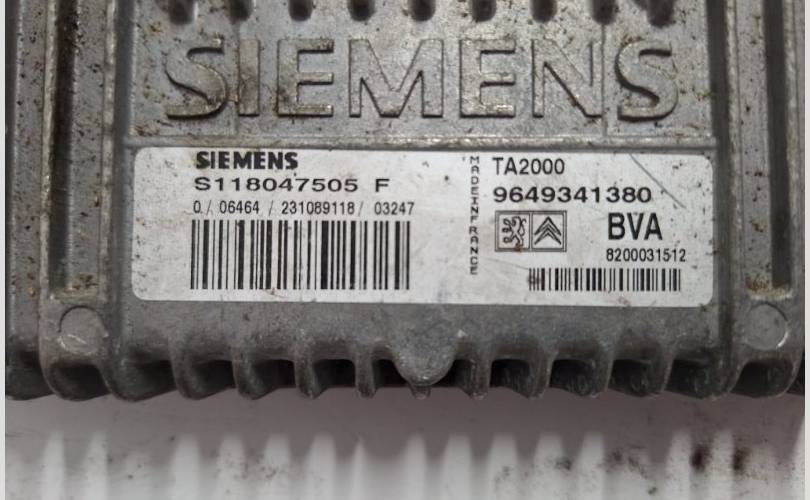 SIEMENS
SIEMENS
S118047505 F
0 / 06464 / 231089118 / 03247
MADE IN FRANCE
TA2000
9649341380
BVA
8200031512